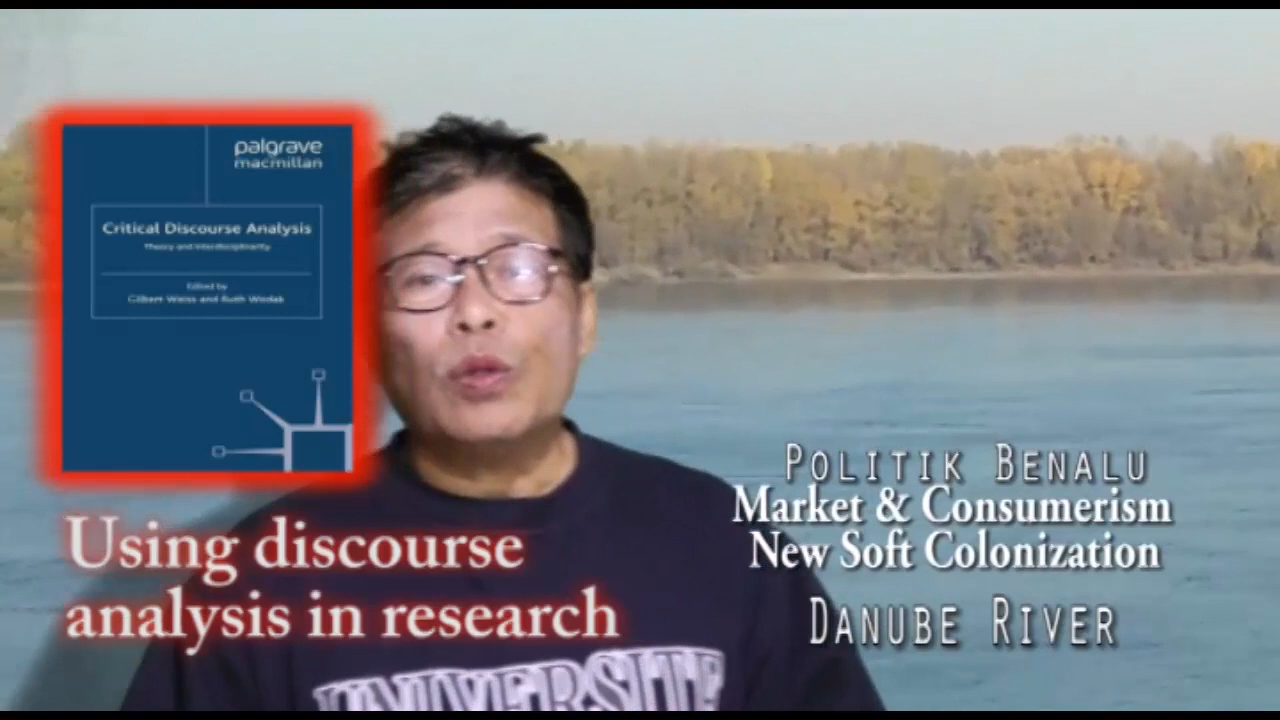 palgrave
macmillan
Critical Discourse Analysis
Theory and Interdisciplinarity
Edited by
Gilbert Weiss and Ruth Wodak
Using discourse
analysis in research
POLITIK BENALU
Market & Consumerism
New Soft Colonization
DANUBE RIVER
UNIVERSITE